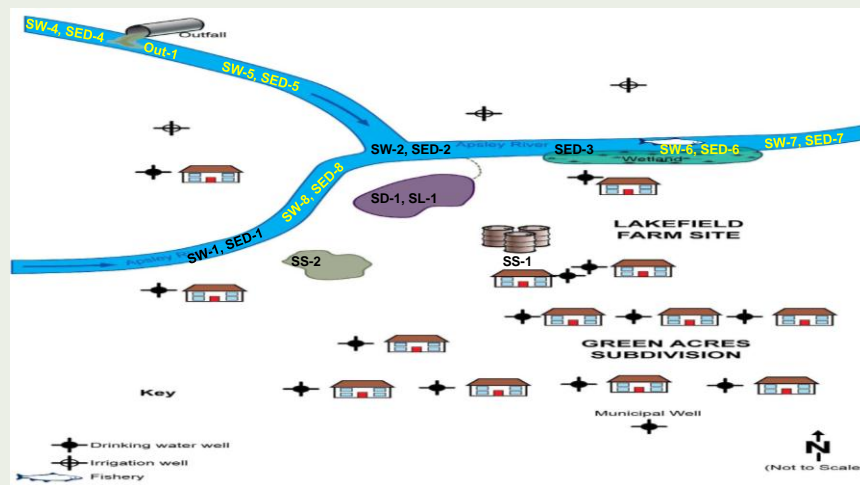 SW-4, SED-4
Outfall
Out-1
SW-5, SED-5
SW-2, SED-2
Apsley River
SED-3
SW-6, SED-6
SW-7, SED-7
Wetland
SW-8, SED-8
SD-1, SL-1
LAKEFIELD
FARM SITE
SW-1, SED-1
SS-2
SS-1
GREEN ACRES
SUBDIVISION
Key
Municipal Well
Drinking water well
Irrigation well
Fishery
N
(Not to Scale